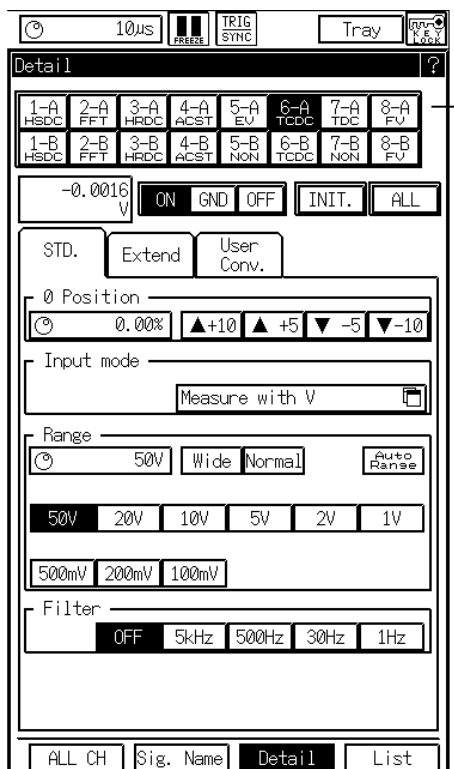 10µs FREEZE TRIG SYNC Tray KEY LOCK
Detail ?
1-A HSDC 2-A FFT 3-A HRDC 4-A ACST 5-A EV 6-A TCDC 7-A TDC 8-A FV
1-B HSDC 2-B FFT 3-B HRDC 4-B ACST 5-B NON 6-B TCDC 7-B NON 8-B FV
-0.0016 V ON GND OFF INIT. ALL
STD. Extend User Conv.
0 Position
0.00% ▲+10 ▲ +5 ▼ -5 ▼-10
Input mode
Measure with V
Range
50V Wide Normal Auto Range
50V 20V 10V 5V 2V 1V
500mV 200mV 100mV
Filter
OFF 5kHz 500Hz 30Hz 1Hz
ALL CH Sig. Name Detail List